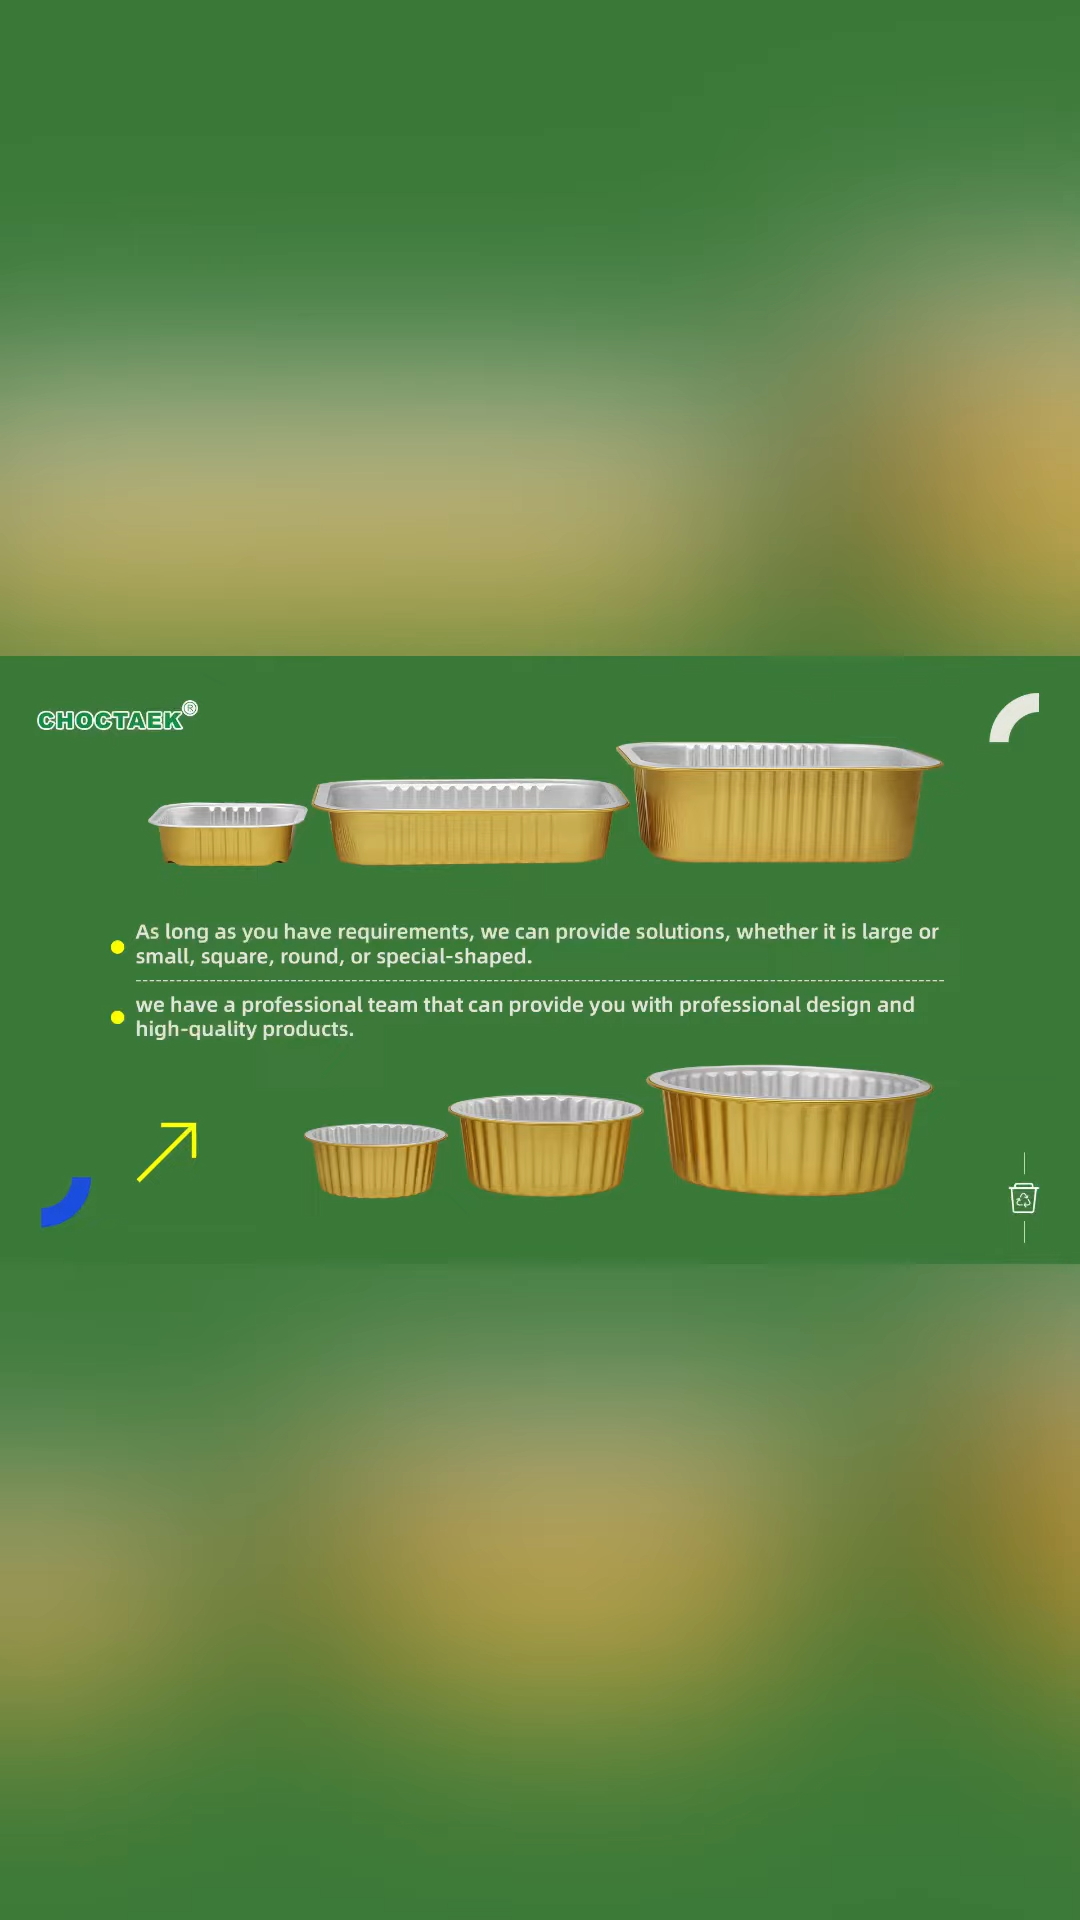 CHOCTAEK®
As long as you have requirements, we can provide solutions, whether it is large or
small, square, round, or special-shaped.
we have a professional team that can provide you with professional design and
high-quality products.